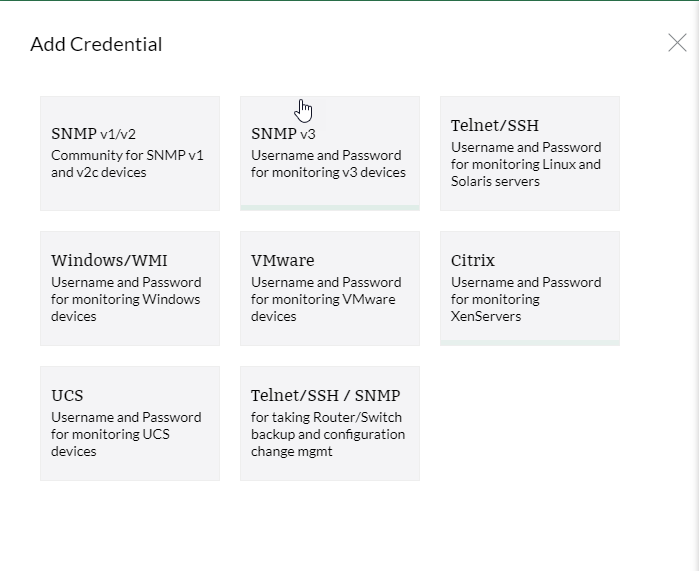 Add Credential
SNMP v1/v2
Community for SNMP v1
and v2c devices
SNMP v3
Username and Password
for monitoring v3 devices
Telnet/SSH
Username and Password
for monitoring Linux and
Solaris servers
Windows/WMI
Username and Password
for monitoring Windows
devices
VMware
Username and Password
for monitoring VMware
devices
Citrix
Username and Password
for monitoring
XenServers
UCS
Username and Password
for monitoring UCS
devices
Telnet/SSH / SNMP
for taking Router/Switch
backup and configuration
change mgmt